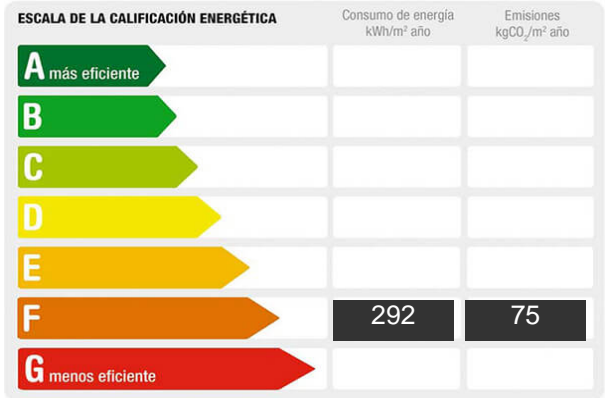 ESCALA DE LA CALIFICACIÓN ENERGÉTICA
Consumo de energía
kWh/m² año
Emisiones
kgCO₂/m² año
A más eficiente
B
C
D
E
F 292 75
G menos eficiente